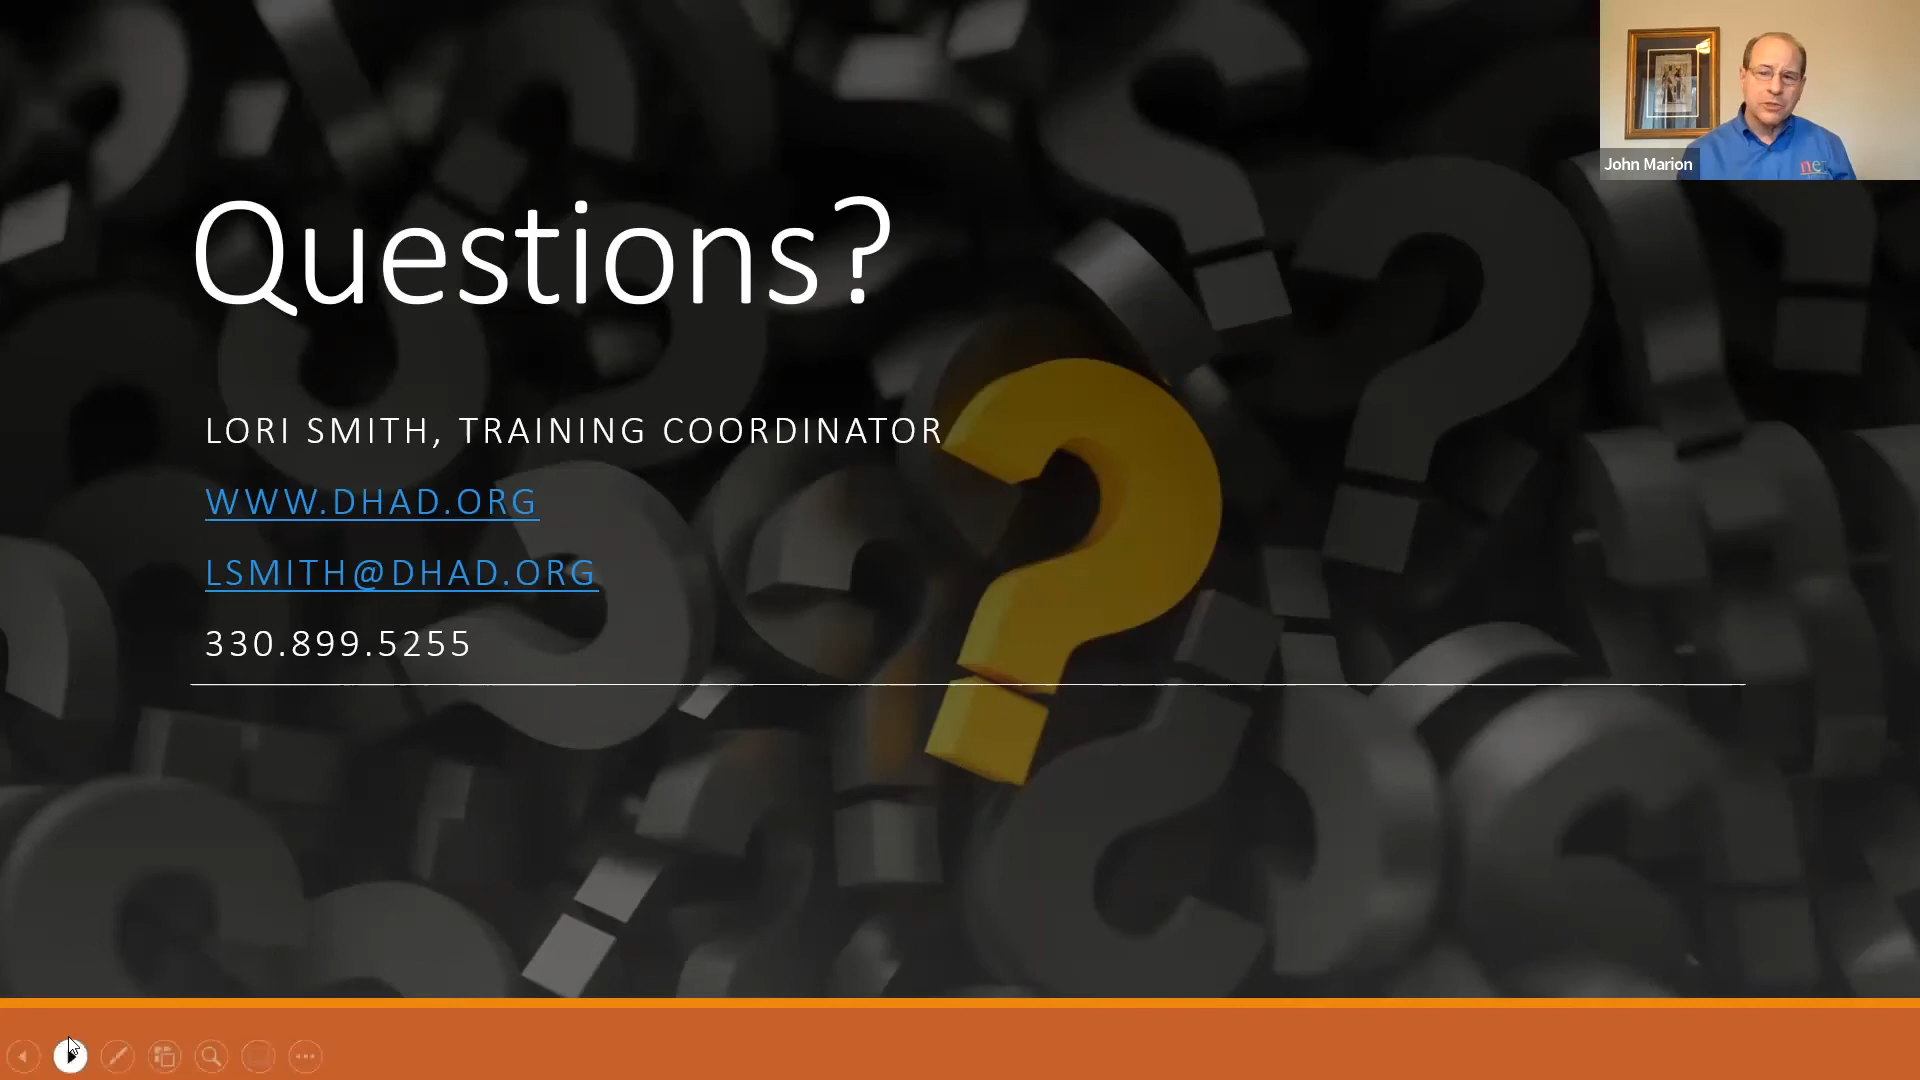 Questions?
LORI SMITH, TRAINING COORDINATOR
WWW.DHAD.ORG
LSMITH@DHAD.ORG
330.899.5255
John Marion